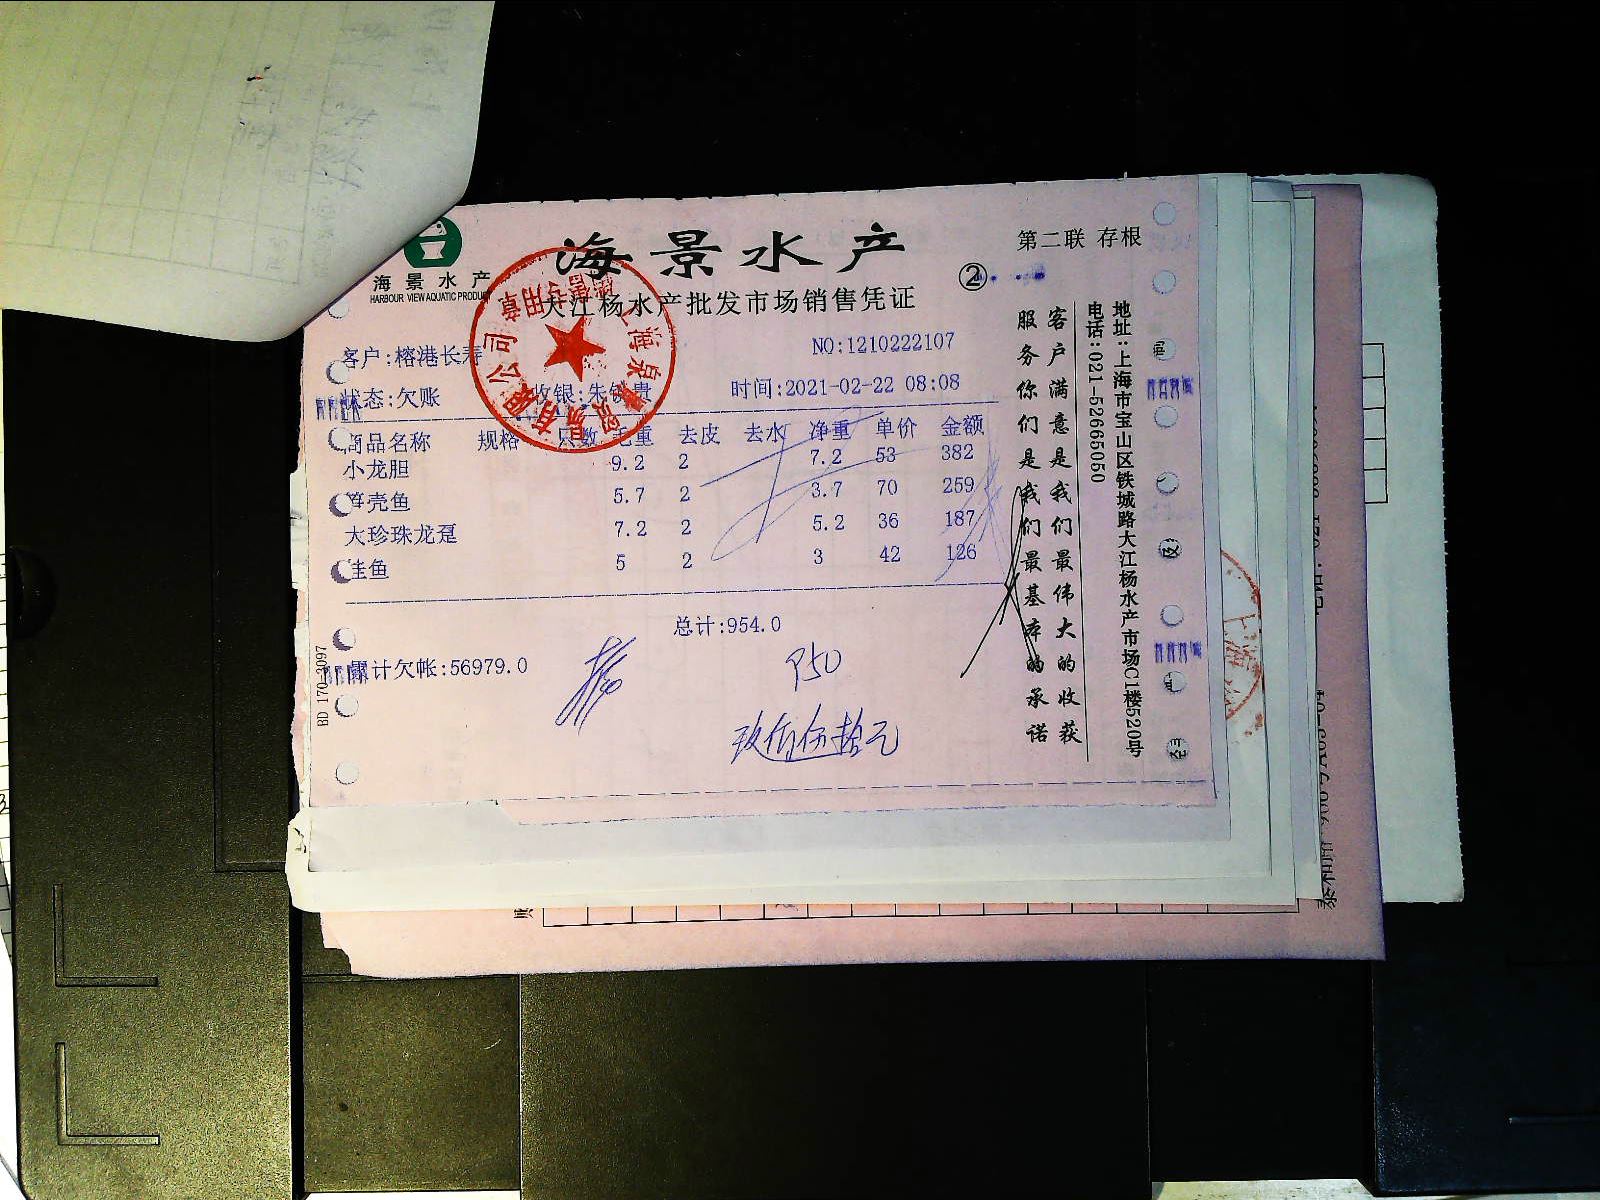 海景水产
HARBOUR VIEW AQUATIC PRODUCT
海景水产
大江杨水产批发市场销售凭证
第二联 存根
②
客户:榕港长寿
NO:1210222107
状态:欠账
收银:朱
贵
时间:2021-02-22 08:08
商品名称 规格 只数 毛重 去皮 去水 净重 单价 金额
小龙胆 9.2 2 7.2 53 382
笋壳鱼 5.7 2 3.7 70 259
大珍珠龙趸 7.2 2 5.2 36 187
桂鱼 5 2 3 42 126
总计:954.0
累计欠帐:56979.0
950
玖佰伍拾元
客户满意是我们最伟大的收获
服务你们是我们最基本的承诺
地址:上海市宝山区铁城路大江杨水产市场C1楼520号
电话:021-52665050
BD 170-3097